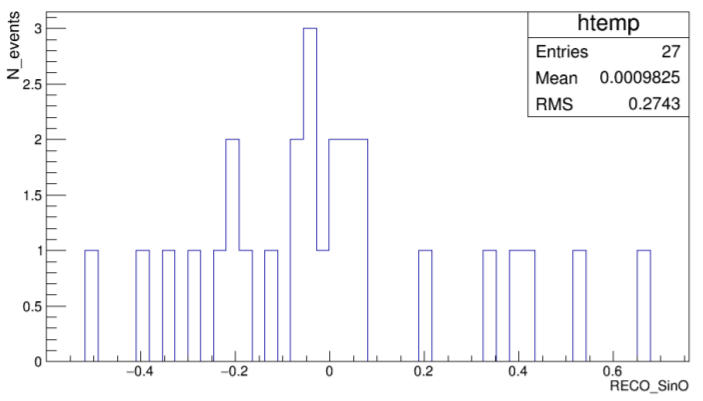 htemp
Entries 27
Mean 0.0009825
RMS 0.2743
N_events
3
2.5
2
1.5
1
0.5
0
−0.4 −0.2 0 0.2 0.4 0.6
RECO_SinO